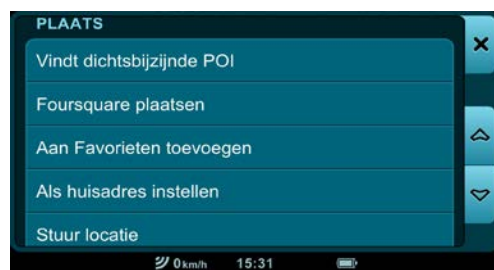 PLAATS
Vindt dichtsbijzijnde POI
Foursquare plaatsen
Aan Favorieten toevoegen
Als huisadres instellen
Stuur locatie
0 km/h 15:31